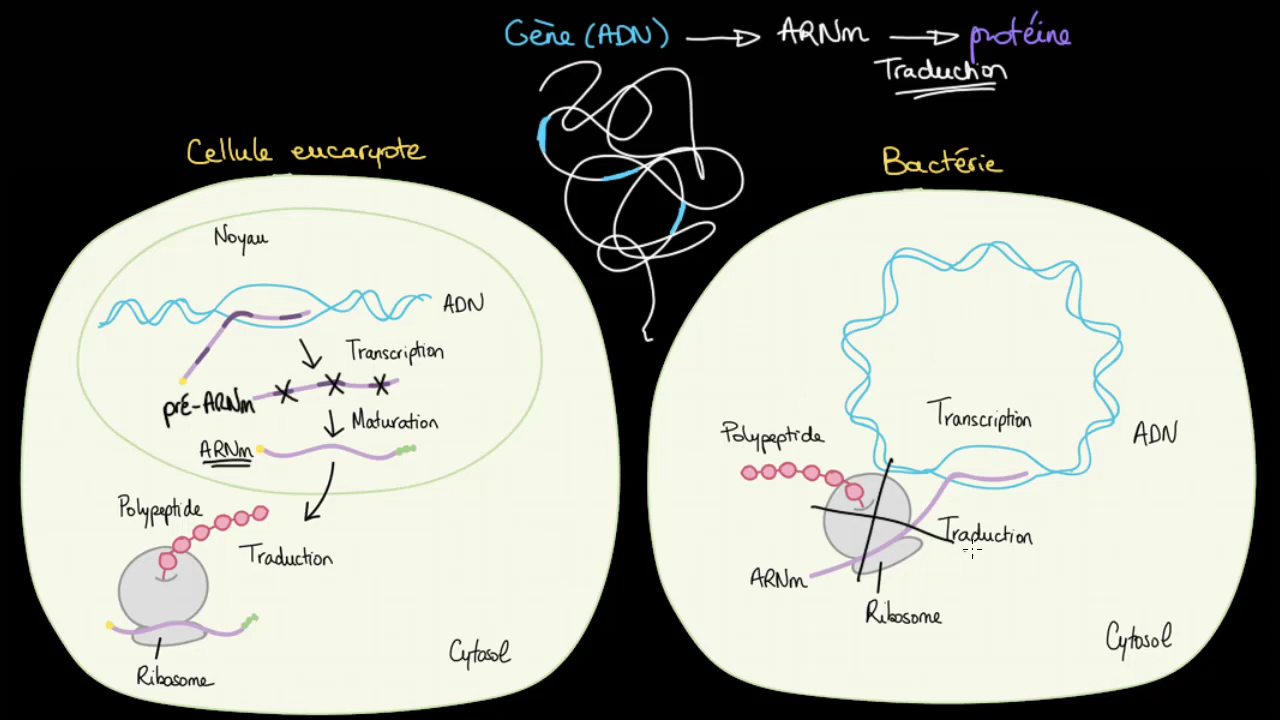 Gène (ADN) → ARNm → protéine
Traduction
Cellule eucaryote
Noyau
ADN
Transcription
pré-ARNm
Maturation
ARNm
Polypeptide
Traduction
Ribosome
Cytosol
Bactérie
Transcription
ADN
Polypeptide
Traduction
ARNm
Ribosome
Cytosol